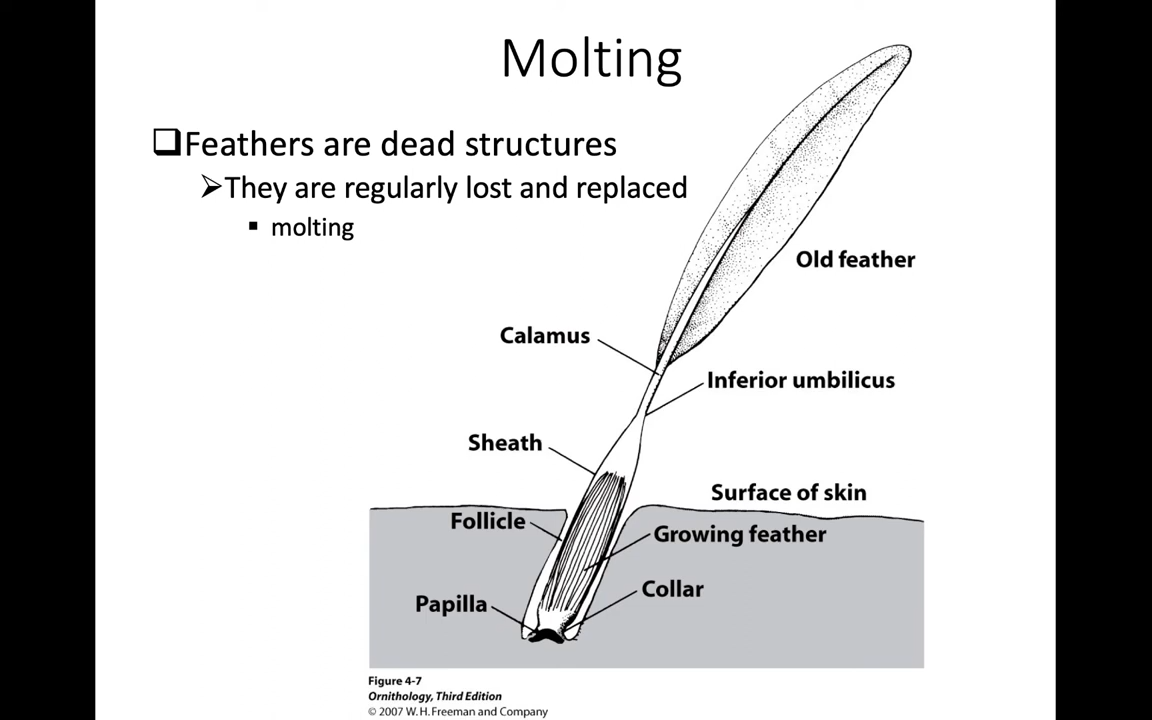 Molting
❑Feathers are dead structures
➢They are regularly lost and replaced
▪ molting
Old feather
Calamus
Inferior umbilicus
Sheath
Surface of skin
Follicle
Growing feather
Collar
Papilla
Figure 4-7
Ornithology, Third Edition
© 2007 W. H. Freeman and Company